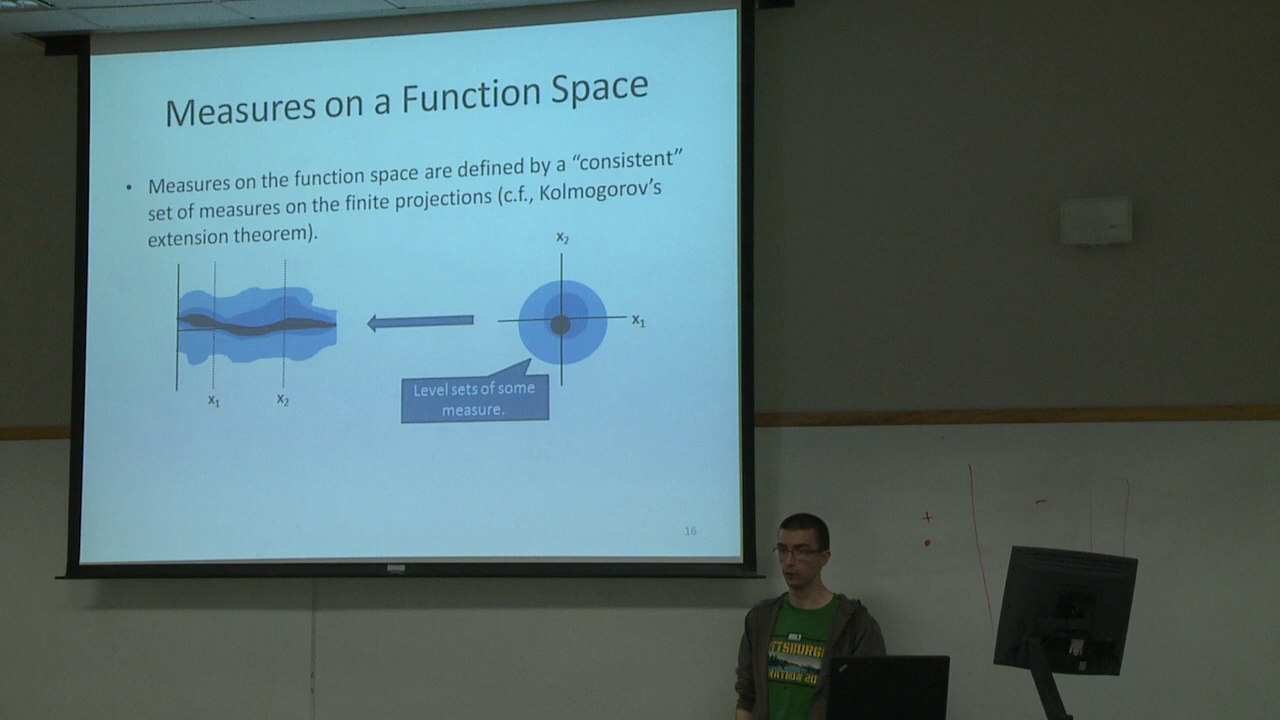 Measures on a Function Space
• Measures on the function space are defined by a “consistent”
set of measures on the finite projections (c.f., Kolmogorov’s
extension theorem).
x₂
x₁
x₁ x₂
Level sets of some
measure.
16
+
-
TTSBURG